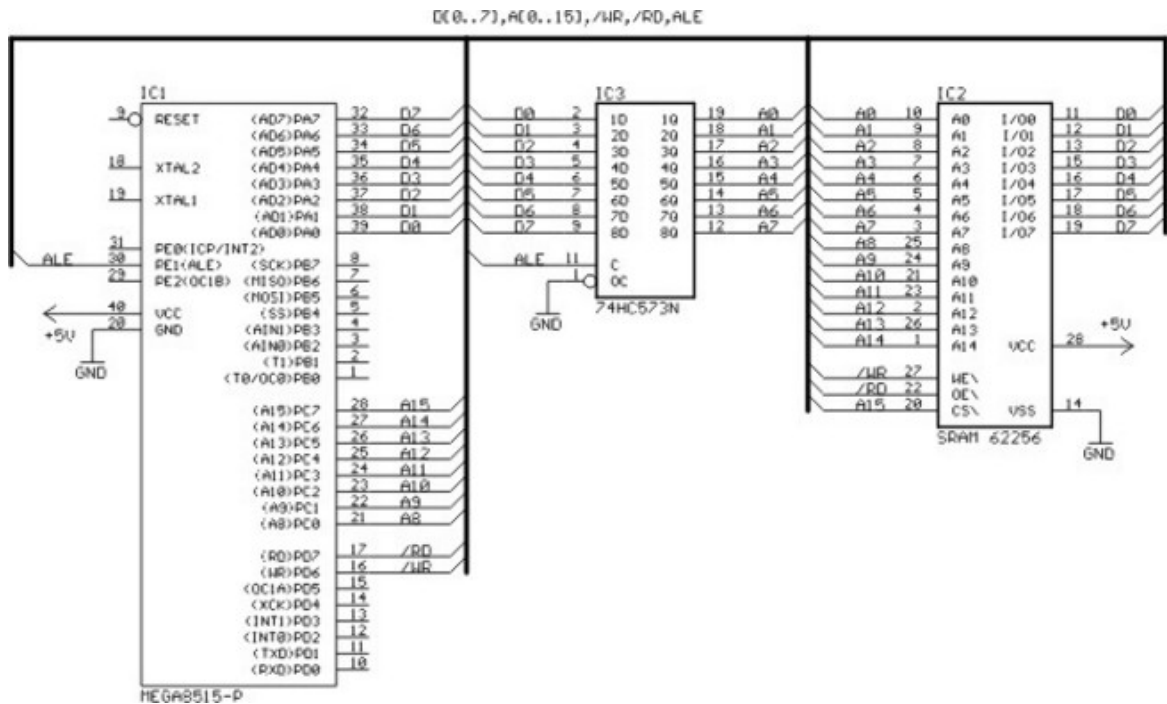 D[0..7],A[0..15],/WR,/RD,ALE
IC1
9 RESET
18 XTAL2
19 XTAL1
31 PE0(ICP/INT2)
ALE 30 PE1(ALE)
29 PE2(OC1B)
40 VCC
+5V
20 GND
GND
(AD7)PA7 32 D7
(AD6)PA6 33 D6
(AD5)PA5 34 D5
(AD4)PA4 35 D4
(AD3)PA3 36 D3
(AD2)PA2 37 D2
(AD1)PA1 38 D1
(AD0)PA0 39 D0
(SCK)PB7 8
(MISO)PB6 7
(MOSI)PB5 6
(SS)PB4 5
(AIN1)PB3 4
(AIN0)PB2 3
(T1)PB1 2
(T0/OC0)PB0 1
(A15)PC7 28 A15
(A14)PC6 27 A14
(A13)PC5 26 A13
(A12)PC4 25 A12
(A11)PC3 24 A11
(A10)PC2 23 A10
(A9)PC1 22 A9
(A8)PC0 21 A8
(RD)PD7 17 /RD
(WR)PD6 16 /WR
(OC1A)PD5 15
(XCK)PD4 14
(INT1)PD3 13
(INT0)PD2 12
(TXD)PD1 11
(RXD)PD0 10
MEGA8515-P
IC3
D0 2 1D 1Q 19 A0
D1 3 2D 2Q 18 A1
D2 4 3D 3Q 17 A2
D3 5 4D 4Q 16 A3
D4 6 5D 5Q 15 A4
D5 7 6D 6Q 14 A5
D6 8 7D 7Q 13 A6
D7 9 8D 8Q 12 A7
ALE 11 C
1 OC
GND
74HC573N
IC2
A0 10 A0 I/O0 11 D0
A1 9 A1 I/O1 12 D1
A2 8 A2 I/O2 13 D2
A3 7 A3 I/O3 15 D3
A4 6 A4 I/O4 16 D4
A5 5 A5 I/O5 17 D5
A6 4 A6 I/O6 18 D6
A7 3 A7 I/O7 19 D7
A8 25 A8
A9 24 A9
A10 21 A10
A11 23 A11
A12 2 A12
A13 26 A13
A14 1 A14 VCC 28
+5V
/WR 27 WE\
/RD 22 OE\
A15 20 CS\ VSS 14
GND
SRAM 62256